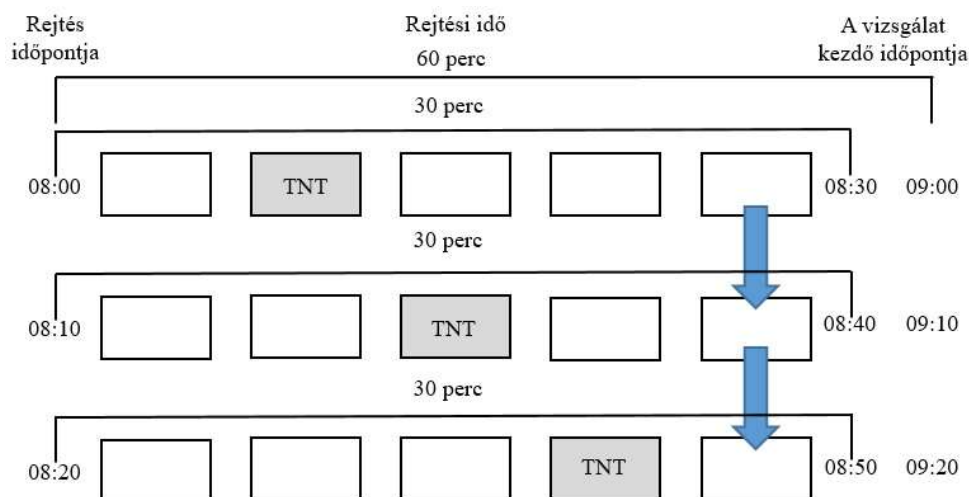 Rejtés
időpontja
Rejtési idő
60 perc
A vizsgálat
kezdő időpontja
30 perc
08:00
TNT
08:30
09:00
30 perc
08:10
TNT
08:40
09:10
30 perc
08:20
TNT
08:50
09:20